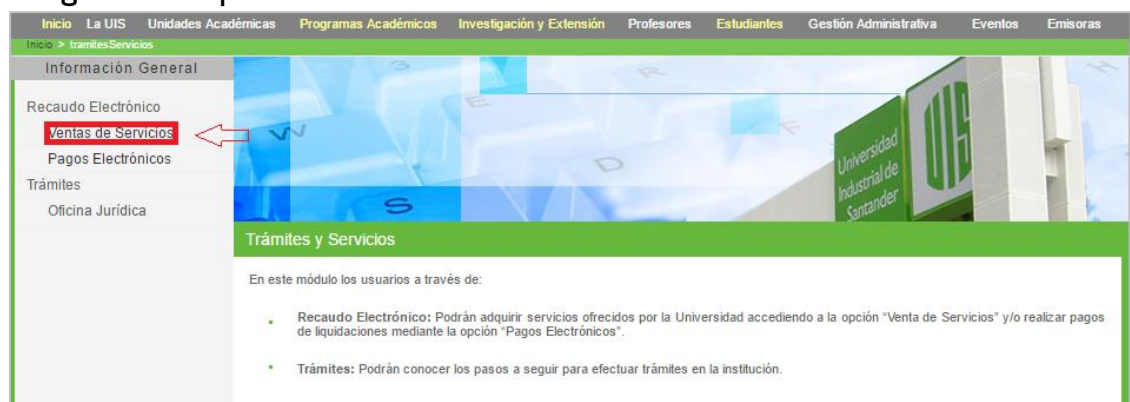 Inicio La UIS Unidades Académicas Programas Académicos Investigación y Extensión Profesores Estudiantes Gestión Administrativa Eventos Emisoras
Inicio > tramitesServicios
Información General
Recaudo Electrónico
Ventas de Servicios
Pagos Electrónicos
Trámites
Oficina Jurídica
3
R
E
W
D
S
H
Universidad
Industrial de
Santander
UIS
Trámites y Servicios
En este módulo los usuarios a través de:
Recaudo Electrónico: Podrán adquirir servicios ofrecidos por la Universidad accediendo a la opción “Venta de Servicios” y/o realizar pagos
de liquidaciones mediante la opción “Pagos Electrónicos”.
Trámites: Podrán conocer los pasos a seguir para efectuar trámites en la institución.